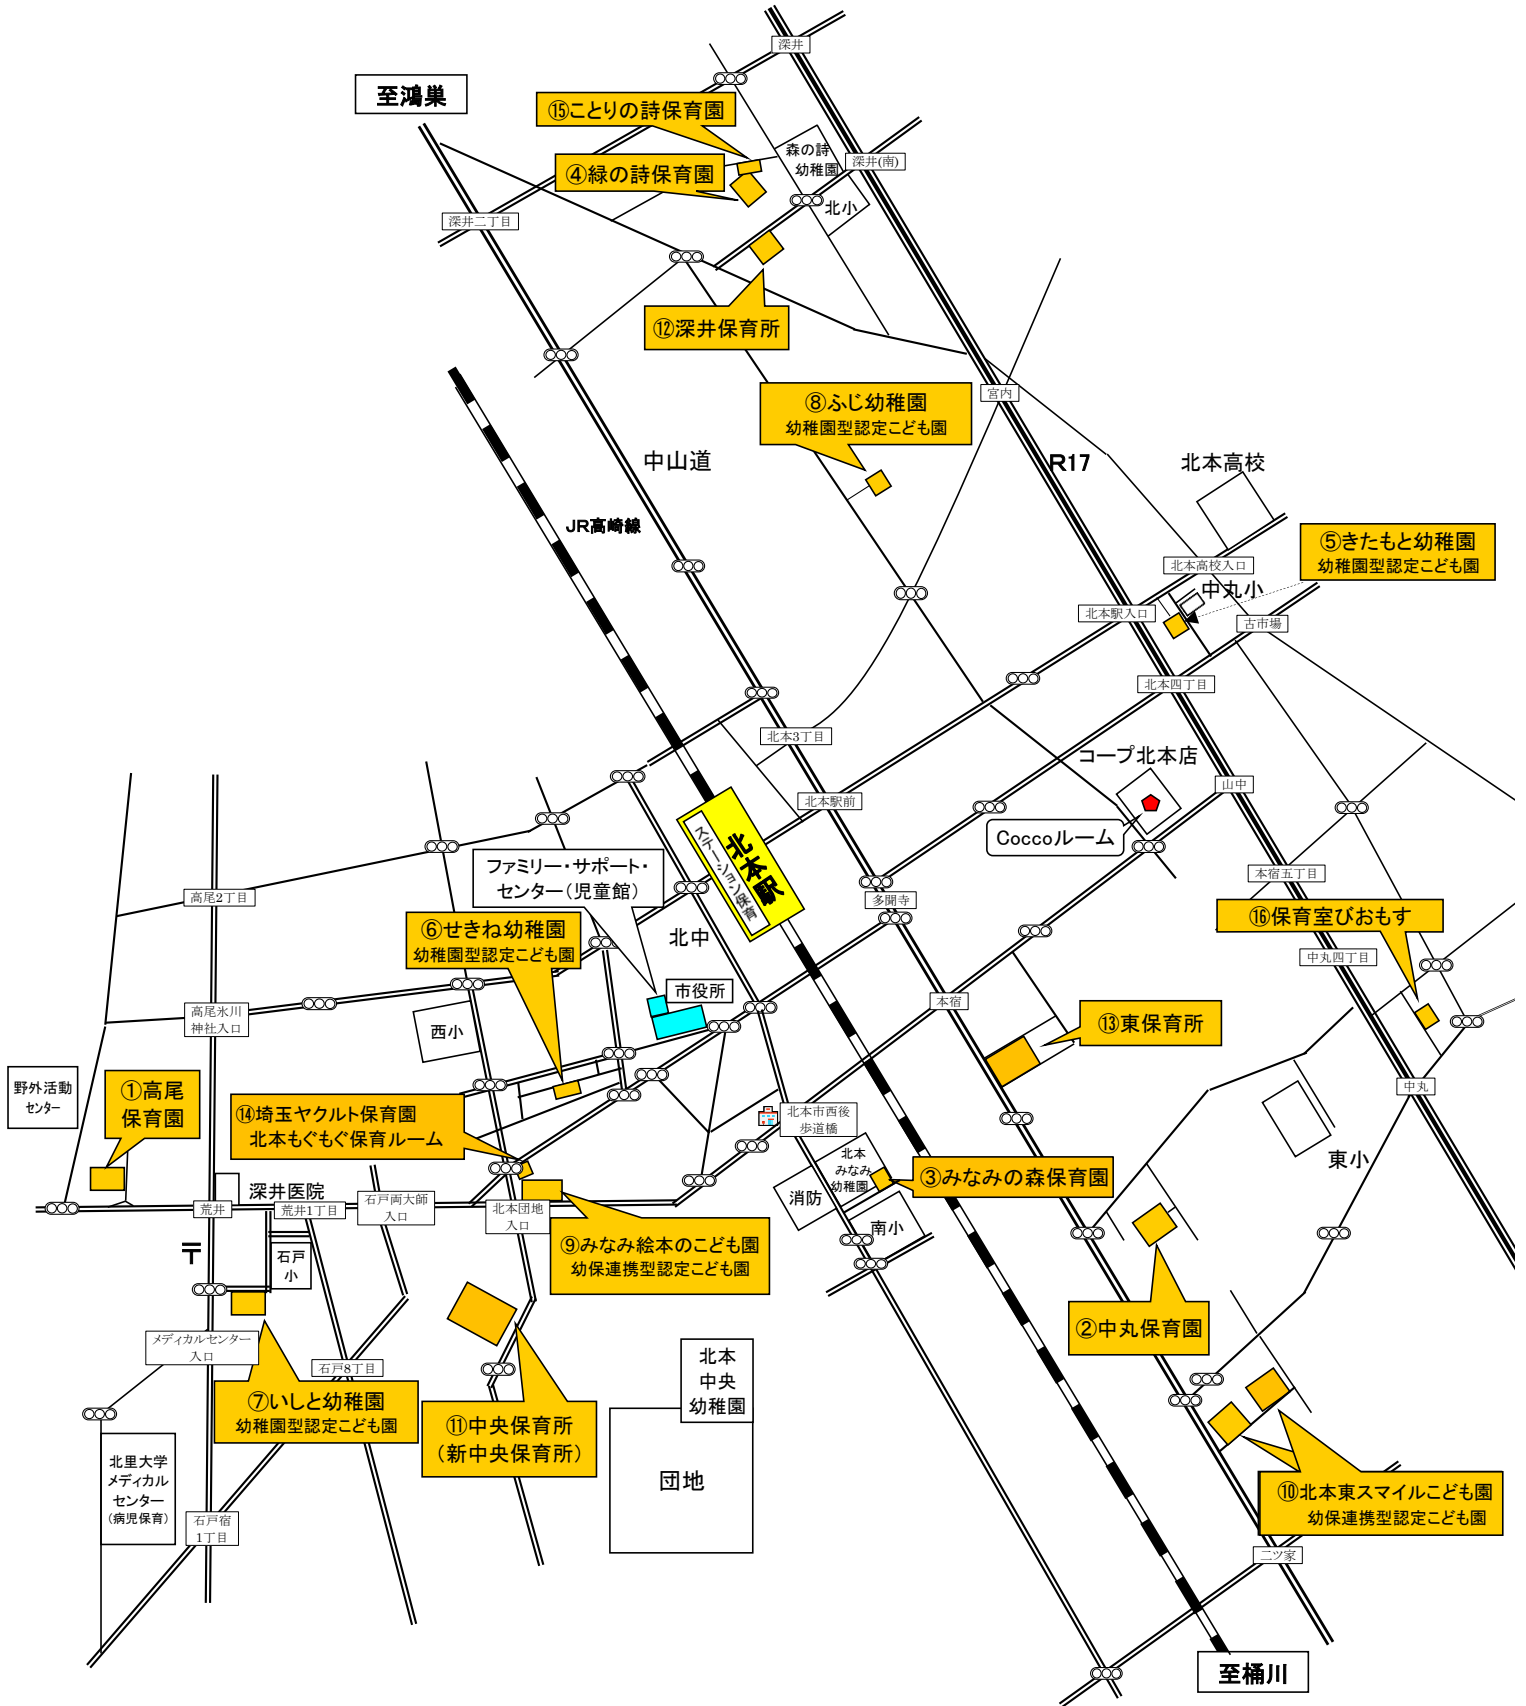 深井
至鴻巣
⑮ことりの詩保育園
森の詩
幼稚園
深井(南)
④緑の詩保育園
北小
深井二丁目
⑫深井保育所
宮内
⑧ふじ幼稚園
幼稚園型認定こども園
中山道
R17
北本高校
JR高崎線
⑤きたもと幼稚園
幼稚園型認定こども園
北本高校入口
中丸小
北本駅入口
古市場
北本四丁目
北本3丁目
コープ北本店
山中
北本駅前
Coccoルーム
北本駅
ステーション保育
ファミリー・サポート・
センター(児童館)
高尾2丁目
本宿五丁目
多聞寺
⑯保育室びおもす
⑥せきね幼稚園
幼稚園型認定こども園
北中
中丸四丁目
市役所
本宿
高尾氷川
神社入口
西小
⑬東保育所
野外活動
センター
①高尾
保育園
中丸
⑭埼玉ヤクルト保育園
北本もぐもぐ保育ルーム
北本市西後
歩道橋
北本
みなみ
幼稚園
東小
③みなみの森保育園
消防
深井医院
石戸両大師
入口
荒井
荒井1丁目
北本団地
入口
南小
〒
石戸
小
⑨みなみ絵本のこども園
幼保連携型認定こども園
②中丸保育園
メディカルセンター
入口
石戸8丁目
北本
中央
幼稚園
⑦いしと幼稚園
幼稚園型認定こども園
⑪中央保育所
(新中央保育所)
北里大学
メディカル
センター
(病児保育)
団地
⑩北本東スマイルこども園
幼保連携型認定こども園
石戸宿
1丁目
二ツ家
至桶川